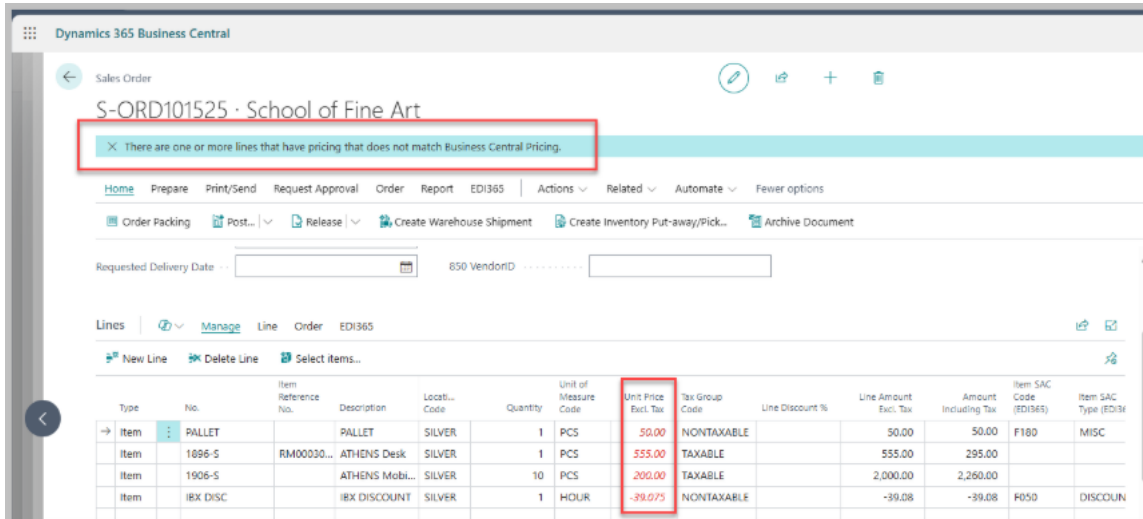 Dynamics 365 Business Central
Sales Order
S-ORD101525 · School of Fine Art
There are one or more lines that have pricing that does not match Business Central Pricing.
Home Prepare Print/Send Request Approval Order Report EDI365 Actions Related Automate Fewer options
Order Packing Post... Release Create Warehouse Shipment Create Inventory Put-away/Pick... Archive Document
Requested Delivery Date 850 VendorID
Lines Manage Line Order EDI365
New Line Delete Line Select items...
Type No. Item Reference No. Description Locati... Code Quantity Unit of Measure Code Unit Price Excl. Tax Tax Group Code Line Discount % Line Amount Excl. Tax Amount Including Tax Item SAC Code (EDI365) Item SAC Type (EDI36
Item PALLET PALLET SILVER 1 PCS 50.00 NONTAXABLE 50.00 50.00 F180 MISC
Item 1896-S RM00030... ATHENS Desk SILVER 1 PCS 555.00 TAXABLE 555.00 295.00
Item 1906-S ATHENS Mobi... SILVER 10 PCS 200.00 TAXABLE 2,000.00 2,260.00
Item IBX DISC IBX DISCOUNT SILVER 1 HOUR -39.075 NONTAXABLE -39.08 -39.08 F050 DISCOUN